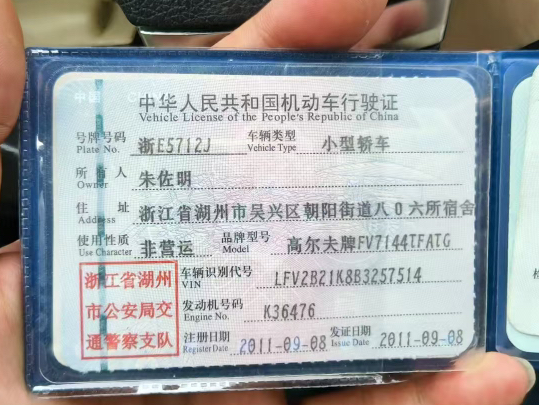 中华人民共和国机动车行驶证
Vehicle License of the People's Republic of China
号牌号码 浙E5712J 车辆类型 小型轿车
Plate No. Vehicle Type
所有人 朱佐明
Owner
住址 浙江省湖州市吴兴区朝阳街道八0六所宿舍
Address
使用性质 非营运 品牌型号 高尔夫牌FV7144TFATG
Use Character Model
浙江省湖州
市公安局交
通警察支队
车辆识别代号 LFV2B21K8B3257514
VIN
发动机号码 K36476
Engine No.
注册日期 2011-09-08 发证日期 2011-09-08
Register Date Issue Date